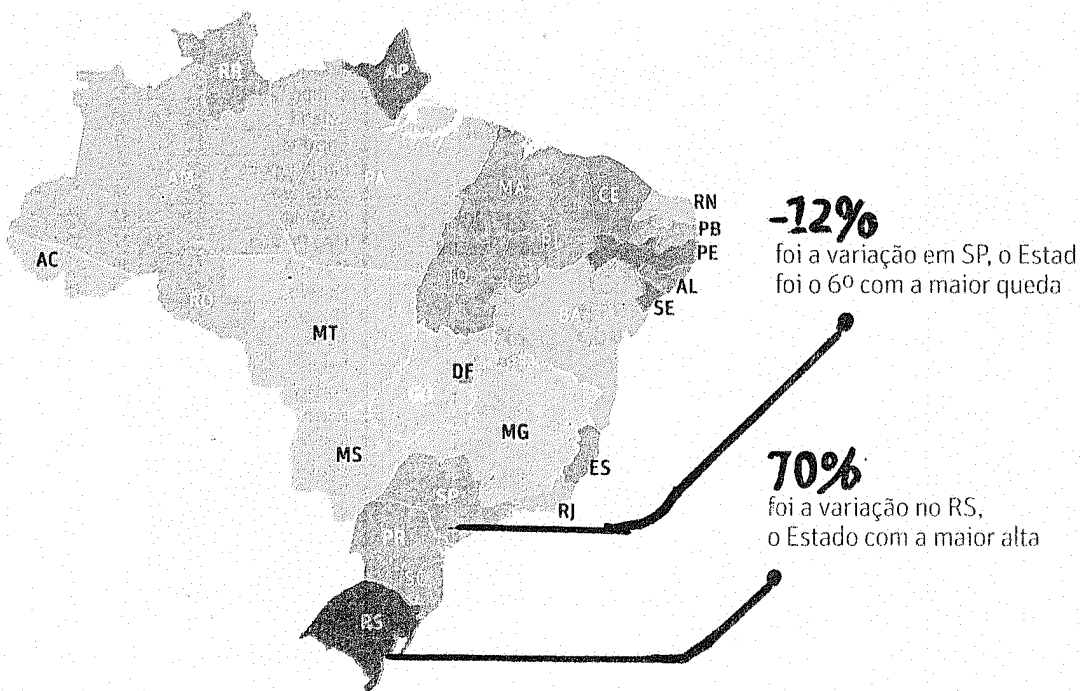 RR
AP
AM
PA
MA
CE
RN
PB
PE
AL
SE
PI
AC
RO
TO
BA
MT
DF
GO
MG
MS
ES
SP
RJ
PR
SC
RS
-12%
foi a variação em SP, o Estad
foi o 6º com a maior queda
70%
foi a variação no RS,
o Estado com a maior alta